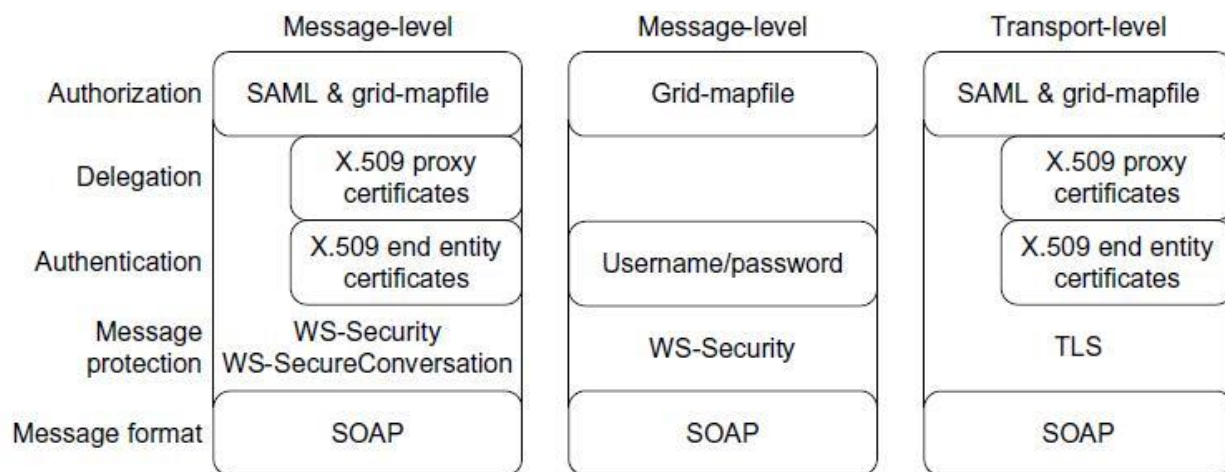 Message-level Message-level Transport-level
Authorization SAML & grid-mapfile Grid-mapfile SAML & grid-mapfile
Delegation X.509 proxy certificates X.509 proxy certificates
Authentication X.509 end entity certificates Username/password X.509 end entity certificates
Message protection WS-Security WS-SecureConversation WS-Security TLS
Message format SOAP SOAP SOAP